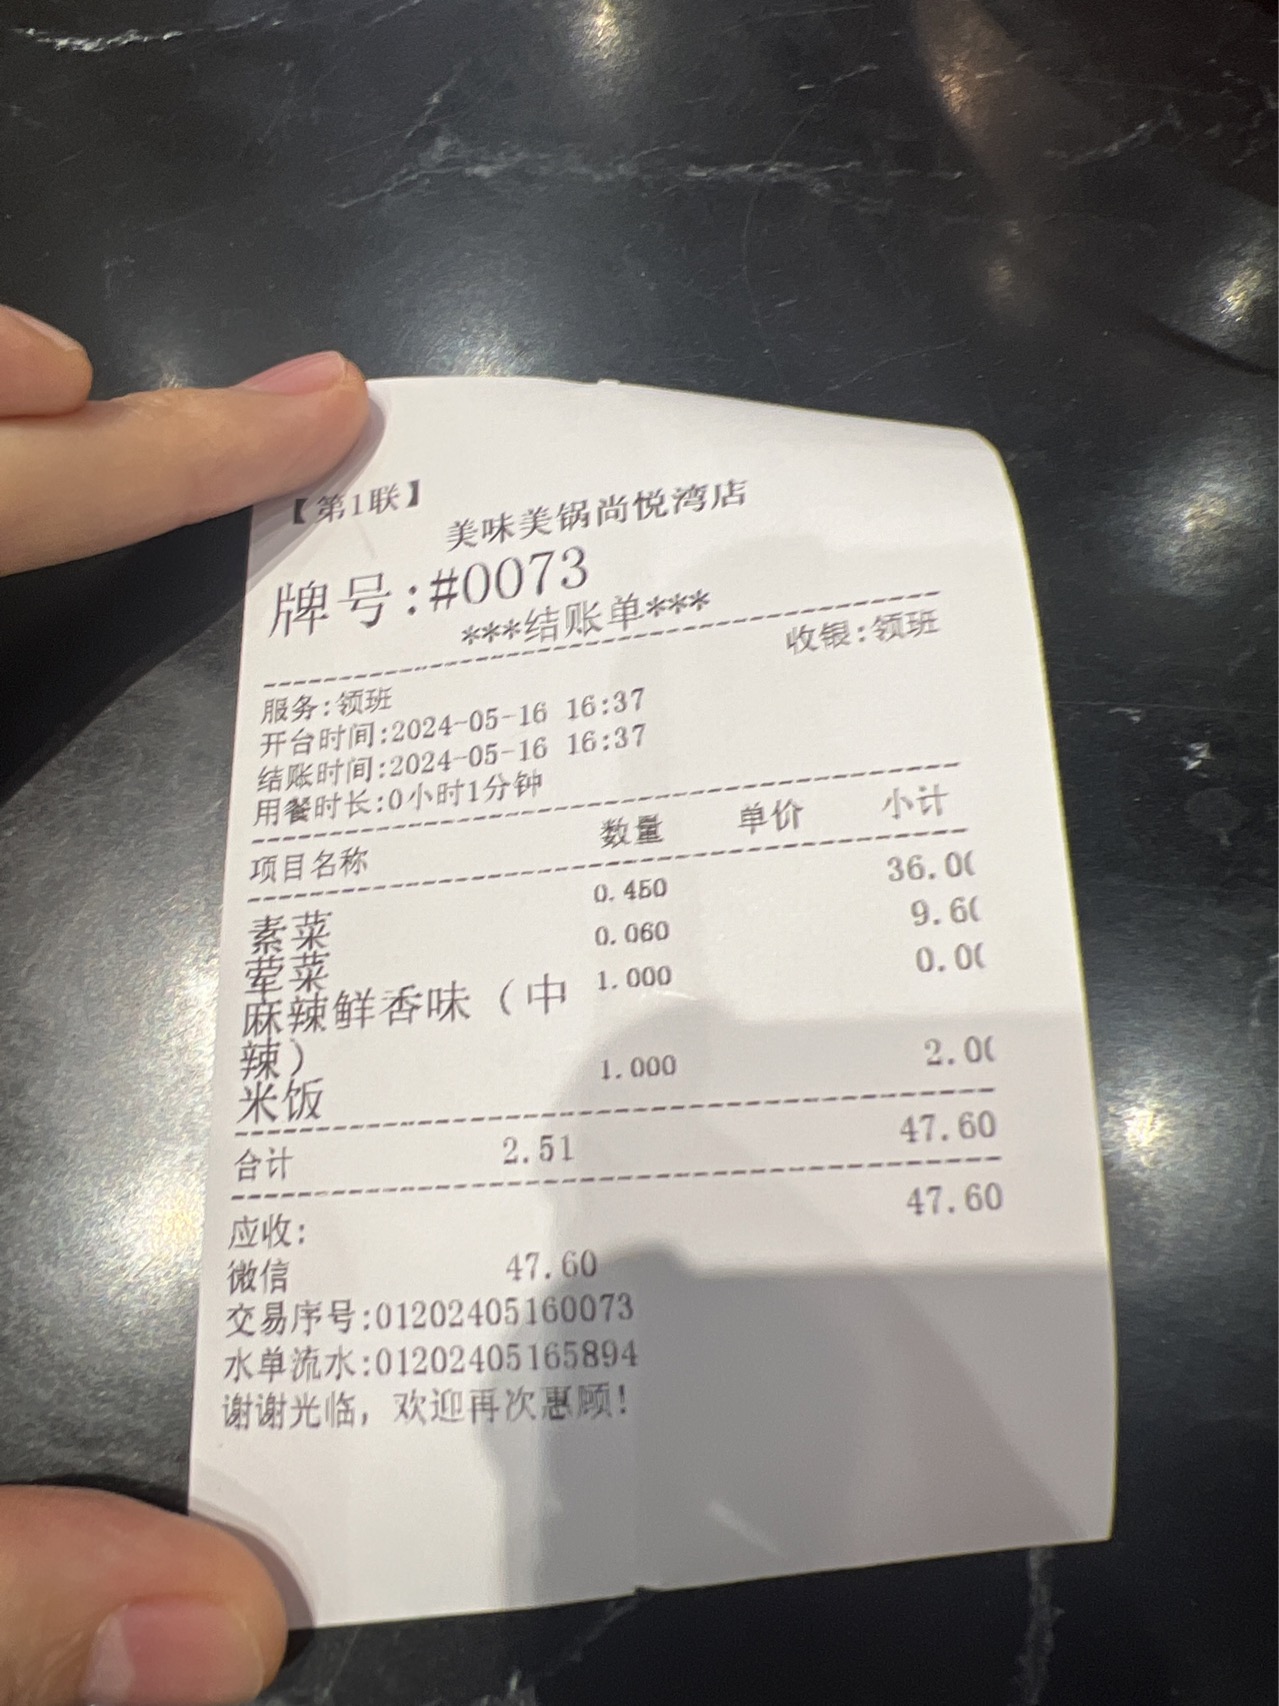 【第1联】
美味美锅尚悦湾店
牌号:#0073
***结账单***
收银:领班
服务:领班
开台时间:2024-05-16 16:37
结账时间:2024-05-16 16:37
用餐时长:0小时1分钟
项目名称 数量 单价 小计
素菜 0.450 36.00
荤菜 0.060 9.60
麻辣鲜香味（中 1.000 0.00
辣）
米饭 1.000 2.00
合计 2.51 47.60
应收: 47.60
微信 47.60
交易序号:01202405160073
水单流水:01202405165894
谢谢光临，欢迎再次惠顾!